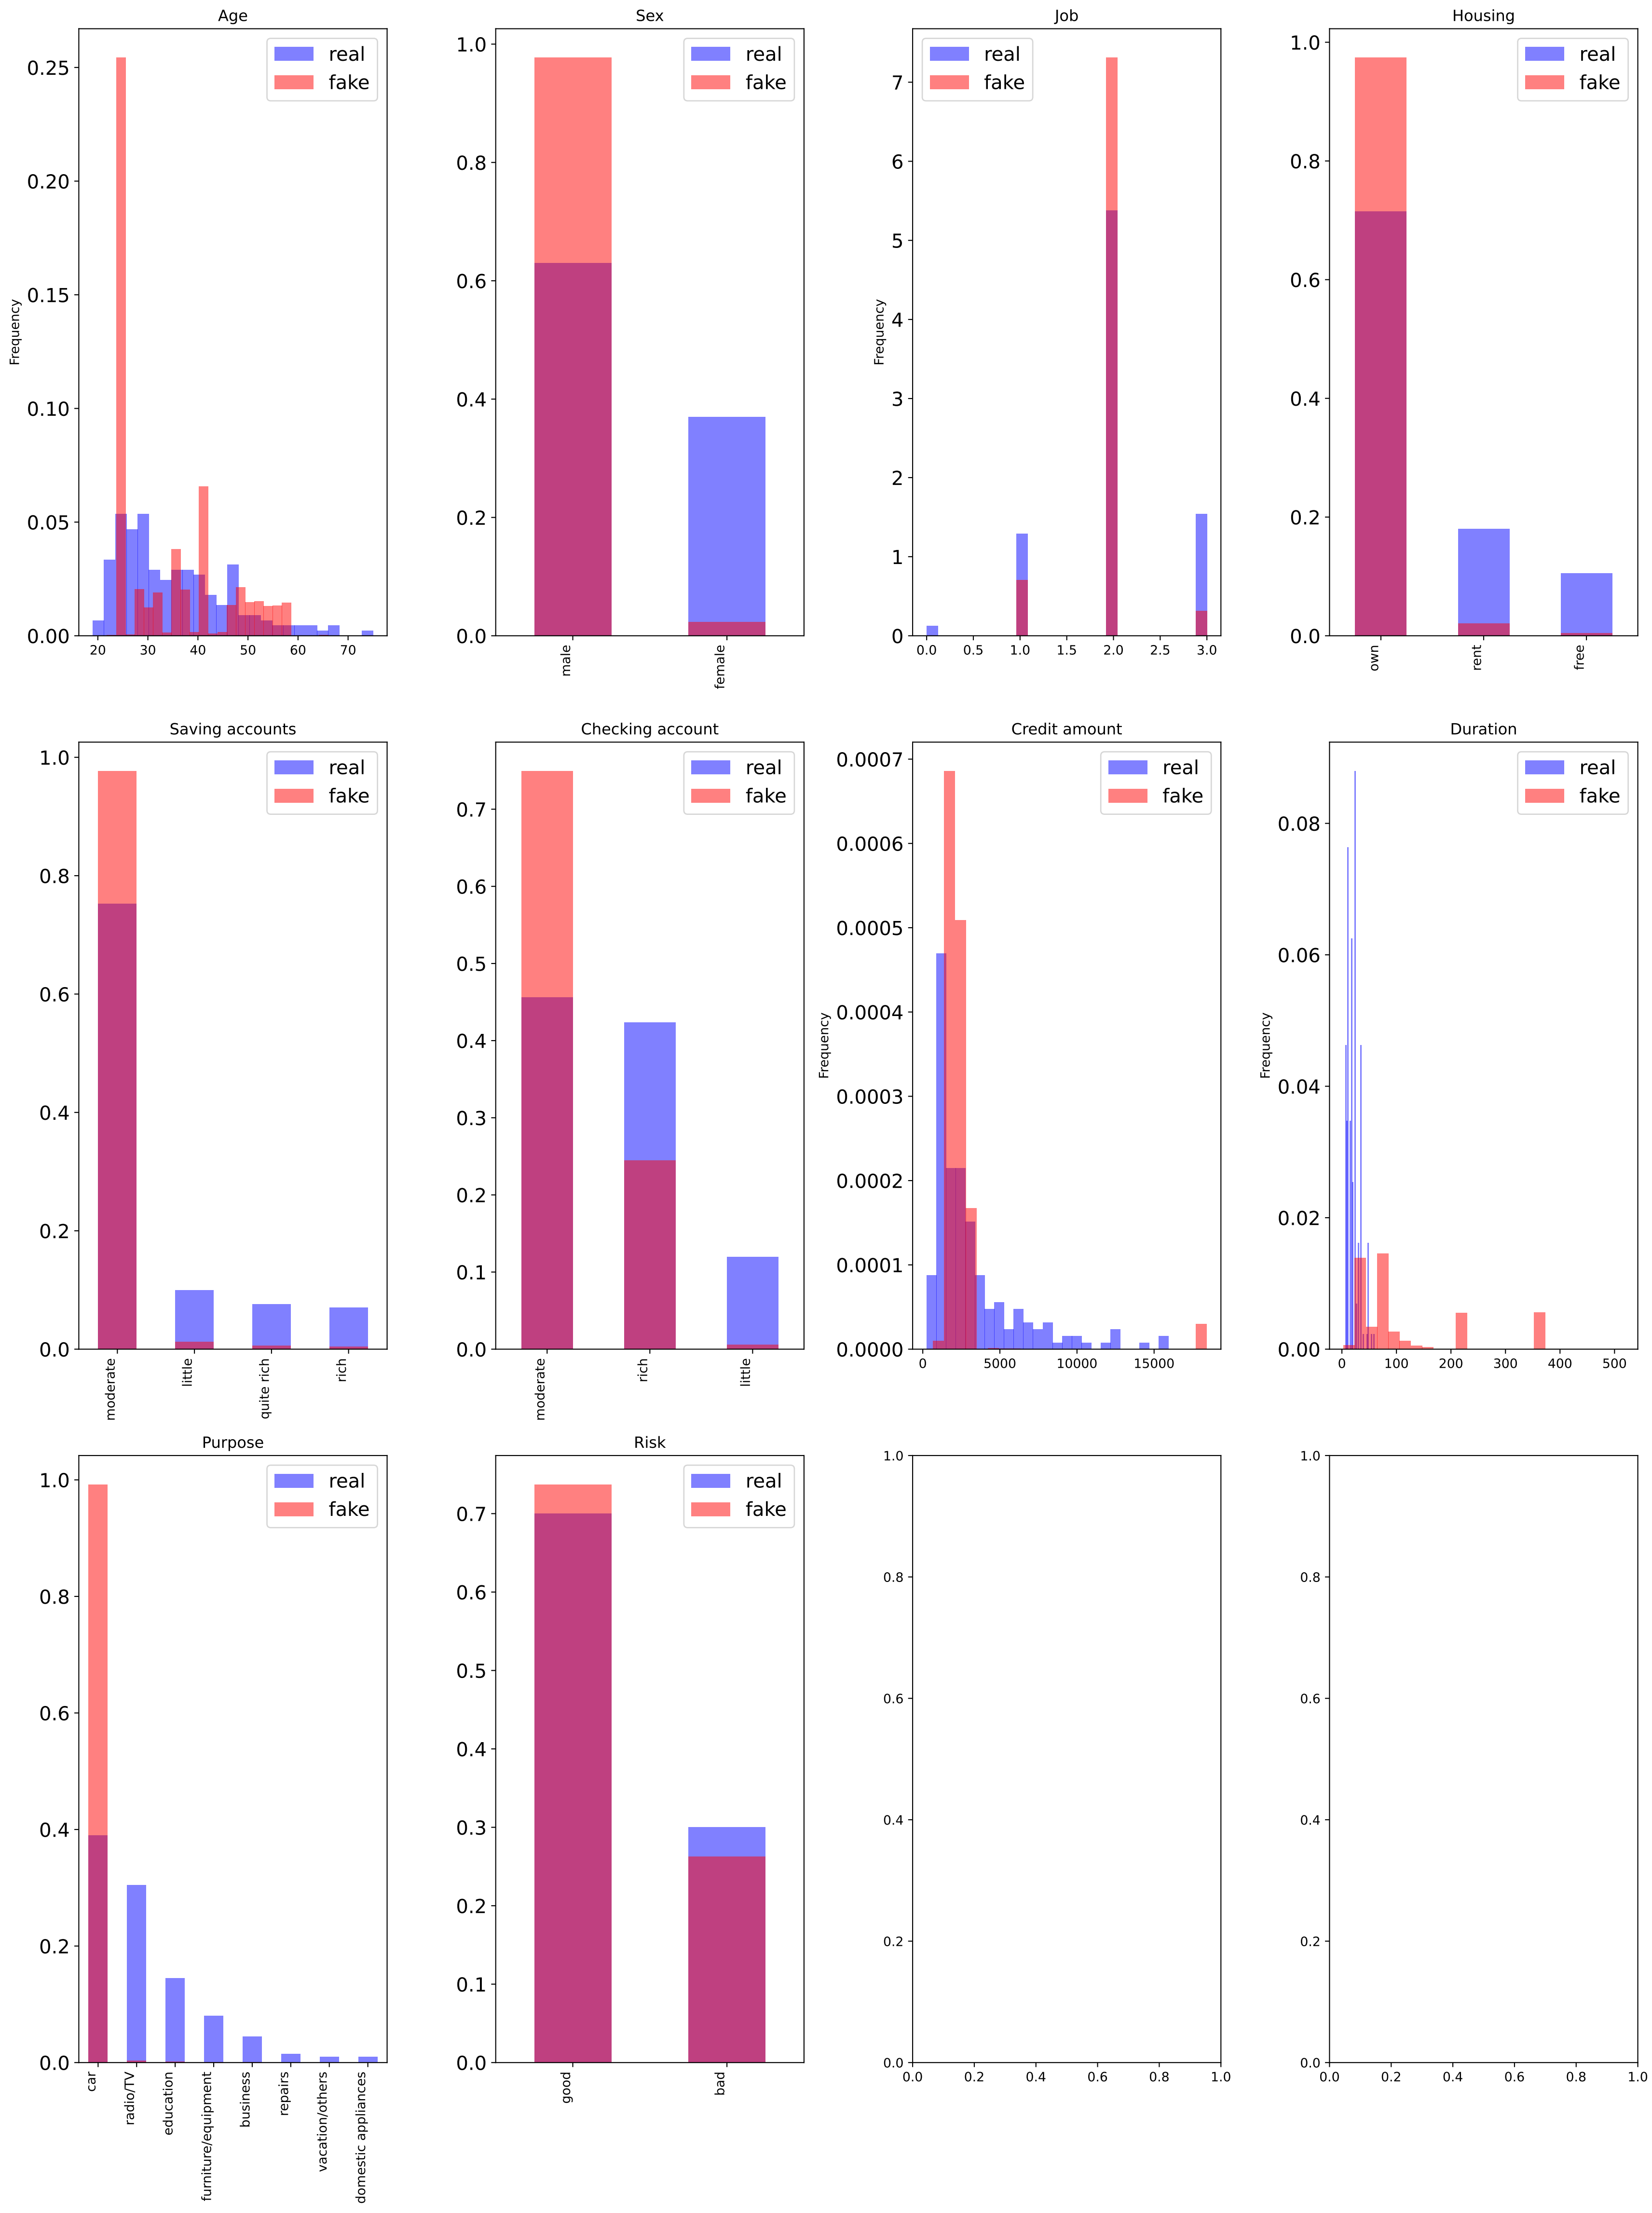 Age
real
fake
0.25
0.20
0.15
0.10
0.05
0.00
Frequency
20 30 40 50 60 70
Sex
real
fake
1.0
0.8
0.6
0.4
0.2
0.0
male
female
Job
real
fake
7
6
5
4
3
2
1
0
Frequency
0.0 0.5 1.0 1.5 2.0 2.5 3.0
Housing
real
fake
1.0
0.8
0.6
0.4
0.2
0.0
own
rent
free
Saving accounts
real
fake
1.0
0.8
0.6
0.4
0.2
0.0
moderate
little
quite rich
rich
Checking account
real
fake
0.7
0.6
0.5
0.4
0.3
0.2
0.1
0.0
moderate
rich
little
Credit amount
real
fake
0.0007
0.0006
0.0005
0.0004
0.0003
0.0002
0.0001
0.0000
Frequency
0 5000 10000 15000
Duration
real
fake
0.08
0.06
0.04
0.02
0.00
Frequency
0 100 200 300 400 500
Purpose
real
fake
1.0
0.8
0.6
0.4
0.2
0.0
car
radio/TV
education
furniture/equipment
business
repairs
vacation/others
domestic appliances
Risk
real
fake
0.7
0.6
0.5
0.4
0.3
0.2
0.1
0.0
good
bad
1.0
0.8
0.6
0.4
0.2
0.0
0.0 0.2 0.4 0.6 0.8 1.0
1.0
0.8
0.6
0.4
0.2
0.0
0.0 0.2 0.4 0.6 0.8 1.0